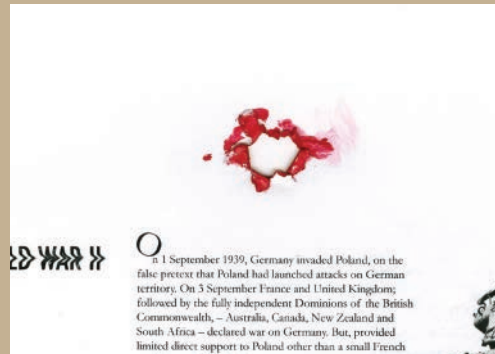 LD WAR II
On 1 September 1939, Germany invaded Poland, on the
false pretext that Poland had launched attacks on German
territory. On 3 September France and United Kingdom;
followed by the fully independent Dominions of the British
Commonwealth, – Australia, Canada, New Zealand and
South Africa – declared war on Germany. But, provided
limited direct support to Poland other than a small French